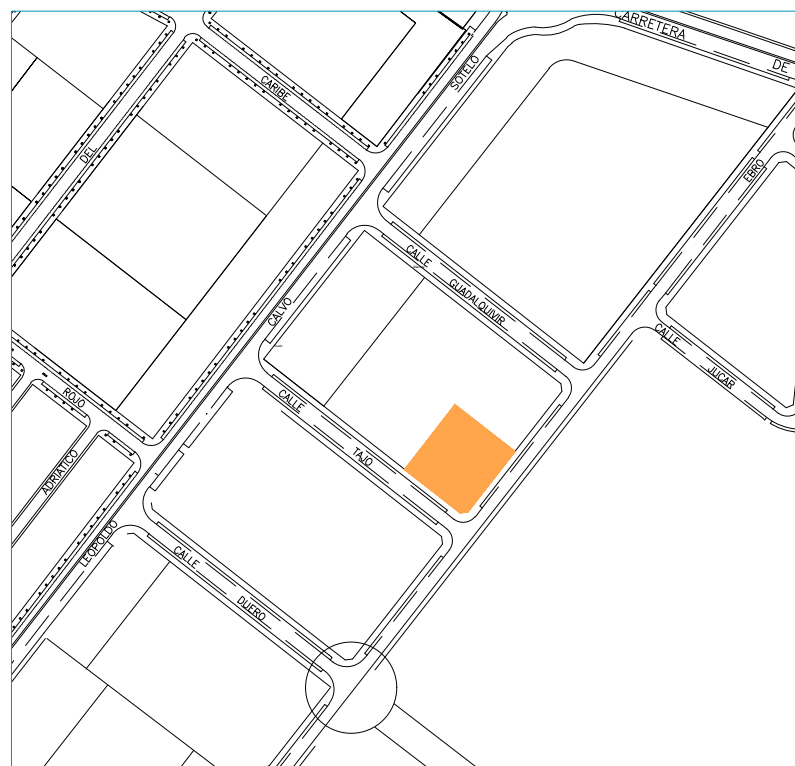 CARRETERA
DE
SOTELO
CARIBE
DEL
EBRO
CALLE
GUADALQUIVIR
CALVO
CALLE
JUCAR
ROJO
CALLE
TAJO
ADRIATICO
LEOPOLDO
CALLE
DUERO